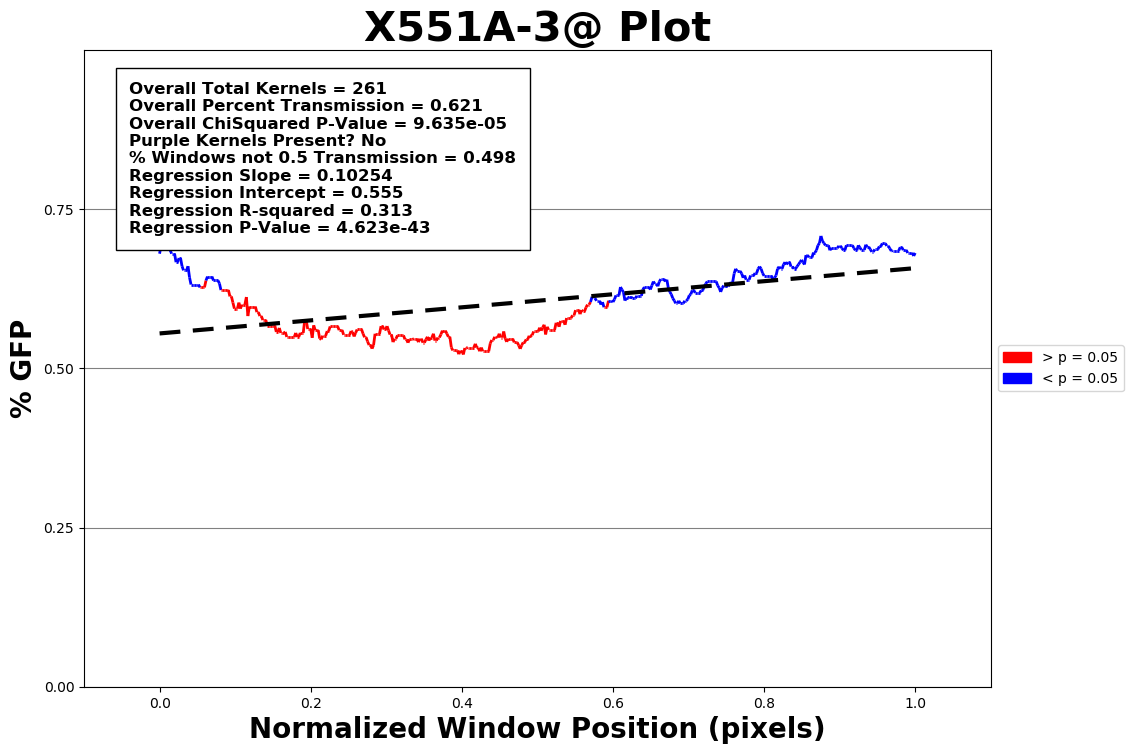 X551A-3@ Plot
Overall Total Kernels = 261
Overall Percent Transmission = 0.621
Overall ChiSquared P-Value = 9.635e-05
Purple Kernels Present? No
% Windows not 0.5 Transmission = 0.498
Regression Slope = 0.10254
Regression Intercept = 0.555
Regression R-squared = 0.313
Regression P-Value = 4.623e-43
% GFP
0.75
0.50
0.25
0.00
> p = 0.05
< p = 0.05
0.0 0.2 0.4 0.6 0.8 1.0
Normalized Window Position (pixels)